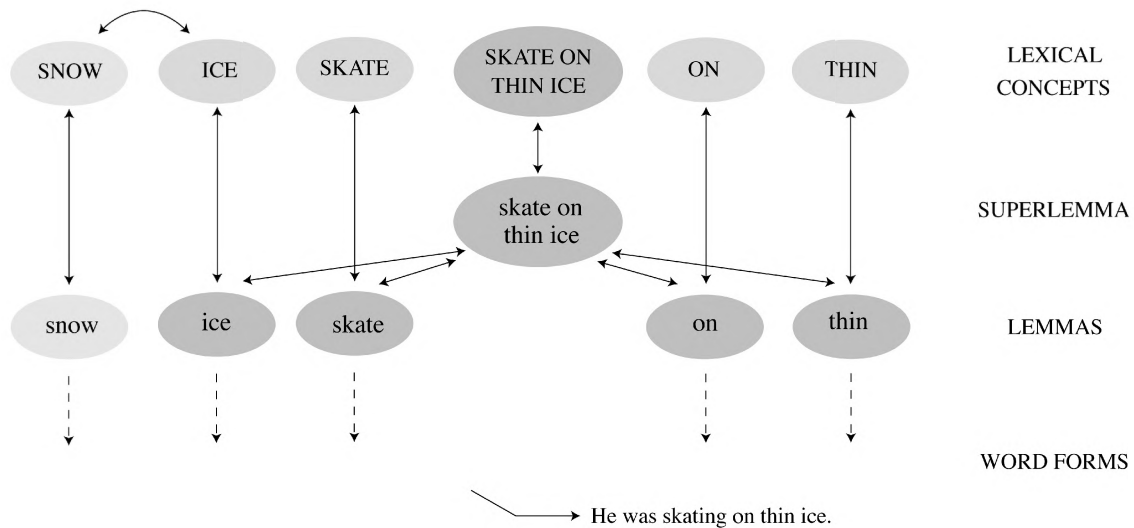 SNOW
ICE
SKATE
SKATE ON
THIN ICE
ON
THIN
LEXICAL
CONCEPTS
skate on
thin ice
SUPERLEMMA
snow
ice
skate
on
thin
LEMMAS
WORD FORMS
He was skating on thin ice.